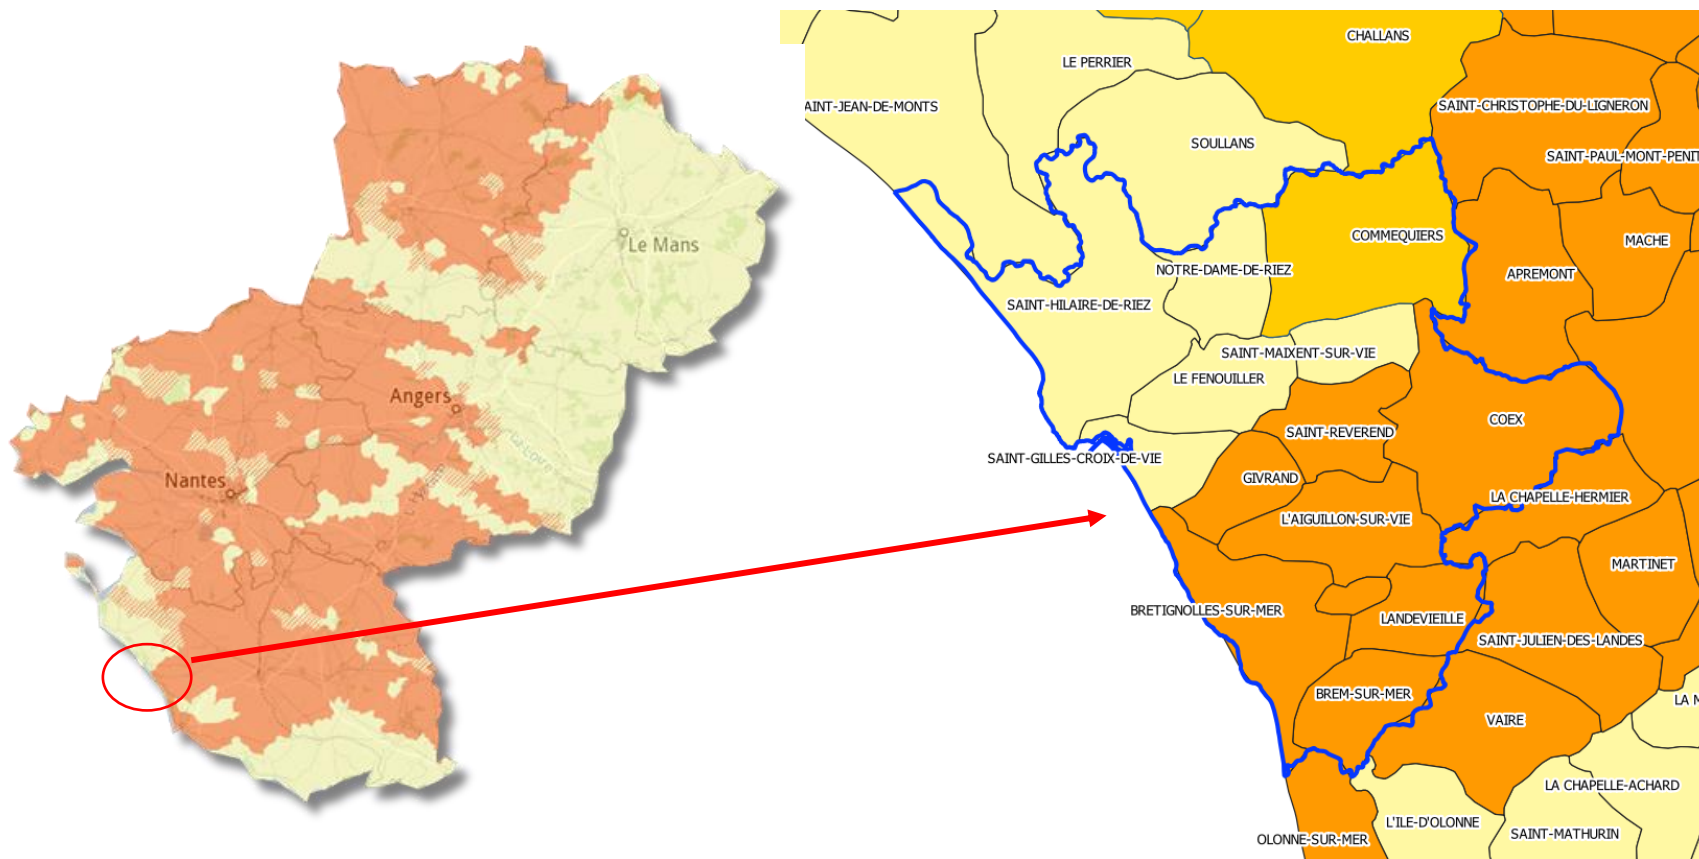 Le Mans
Angers
Nantes
CHALLANS
LE PERRIER
AINT-JEAN-DE-MONTS
SAINT-CHRISTOPHE-DU-LIGNERON
SOULLANS
SAINT-PAUL-MONT-PENIT
COMMEQUIERS
MACHE
NOTRE-DAME-DE-RIEZ
APREMONT
SAINT-HILAIRE-DE-RIEZ
SAINT-MAIXENT-SUR-VIE
LE FENOUILLER
COEX
SAINT-REVEREND
SAINT-GILLES-CROIX-DE-VIE
GIVRAND
LA CHAPELLE-HERMIER
L'AIGUILLON-SUR-VIE
MARTINET
BRETIGNOLLES-SUR-MER
LANDEVIEILLE
SAINT-JULIEN-DES-LANDES
BREM-SUR-MER
LA M
VAIRE
LA CHAPELLE-ACHARD
L'ILE-D'OLONNE
SAINT-MATHURIN
OLONNE-SUR-MER